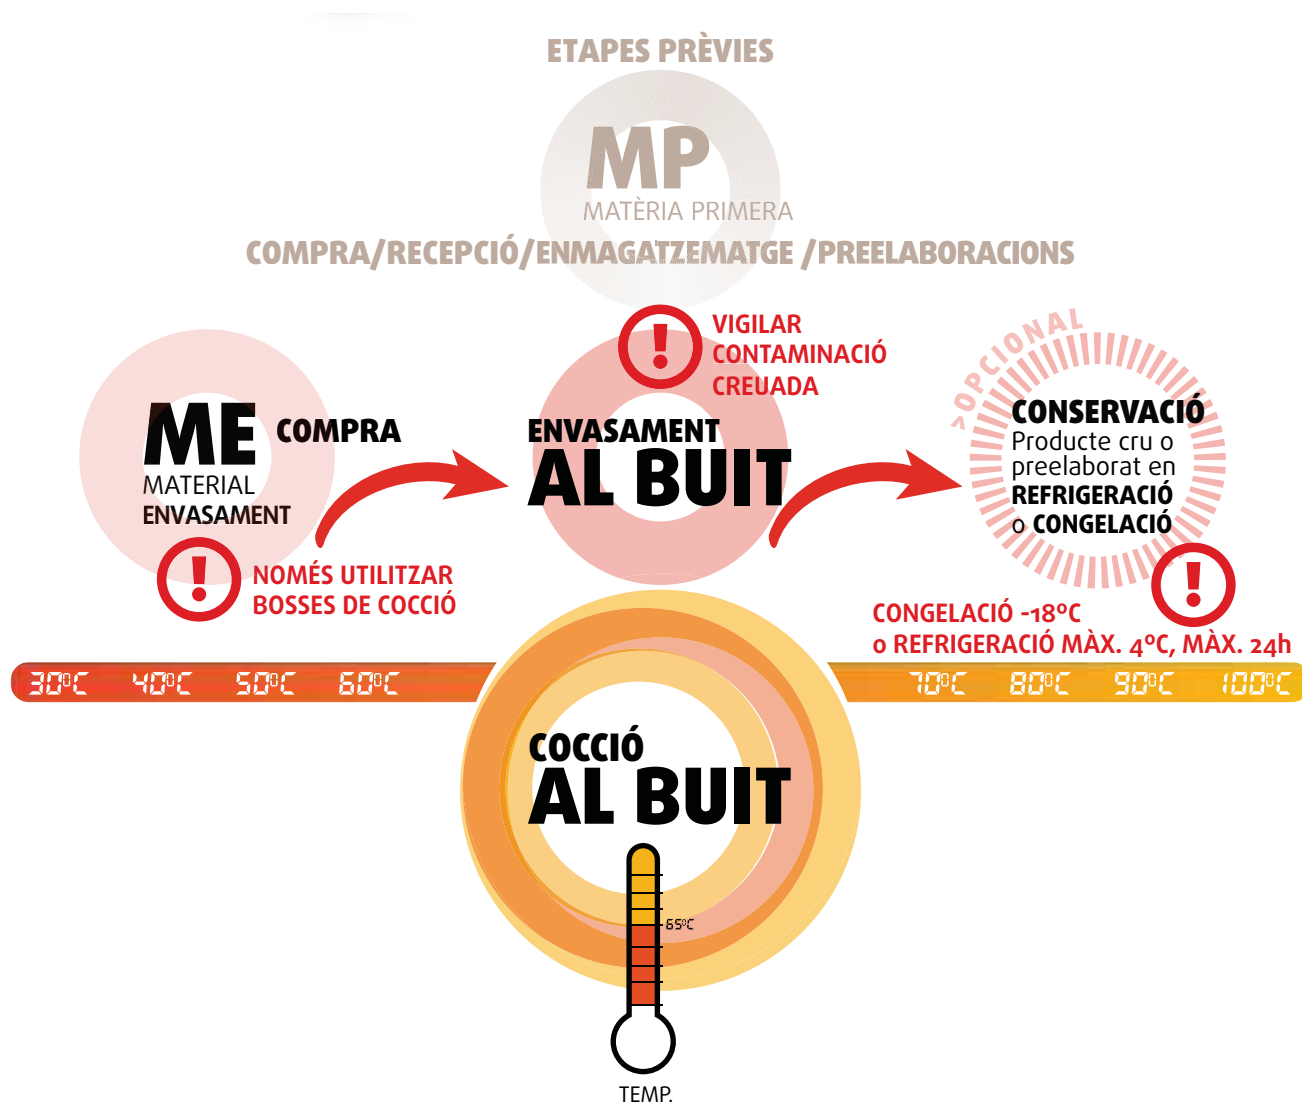 ETAPES PRÈVIES
MP
MATÈRIA PRIMERA
COMPRA/RECEPCIÓ/ENMAGATZEMATGE /PREELABORACIONS
VIGILAR
CONTAMINACIÓ
CREUADA
>OPCIONAL
ME COMPRA
MATERIAL
ENVASAMENT
NOMÉS UTILITZAR
BOSSES DE COCCIÓ
ENVASAMENT
AL BUIT
CONSERVACIÓ
Producte cru o
preelaborat en
REFRIGERACIÓ
o CONGELACIÓ
CONGELACIÓ -18ºC
o REFRIGERACIÓ MÀX. 4ºC, MÀX. 24h
30ºC 40ºC 50ºC 60ºC 70ºC 80ºC 90ºC 100ºC
COCCIÓ
AL BUIT
65ºC
TEMP.